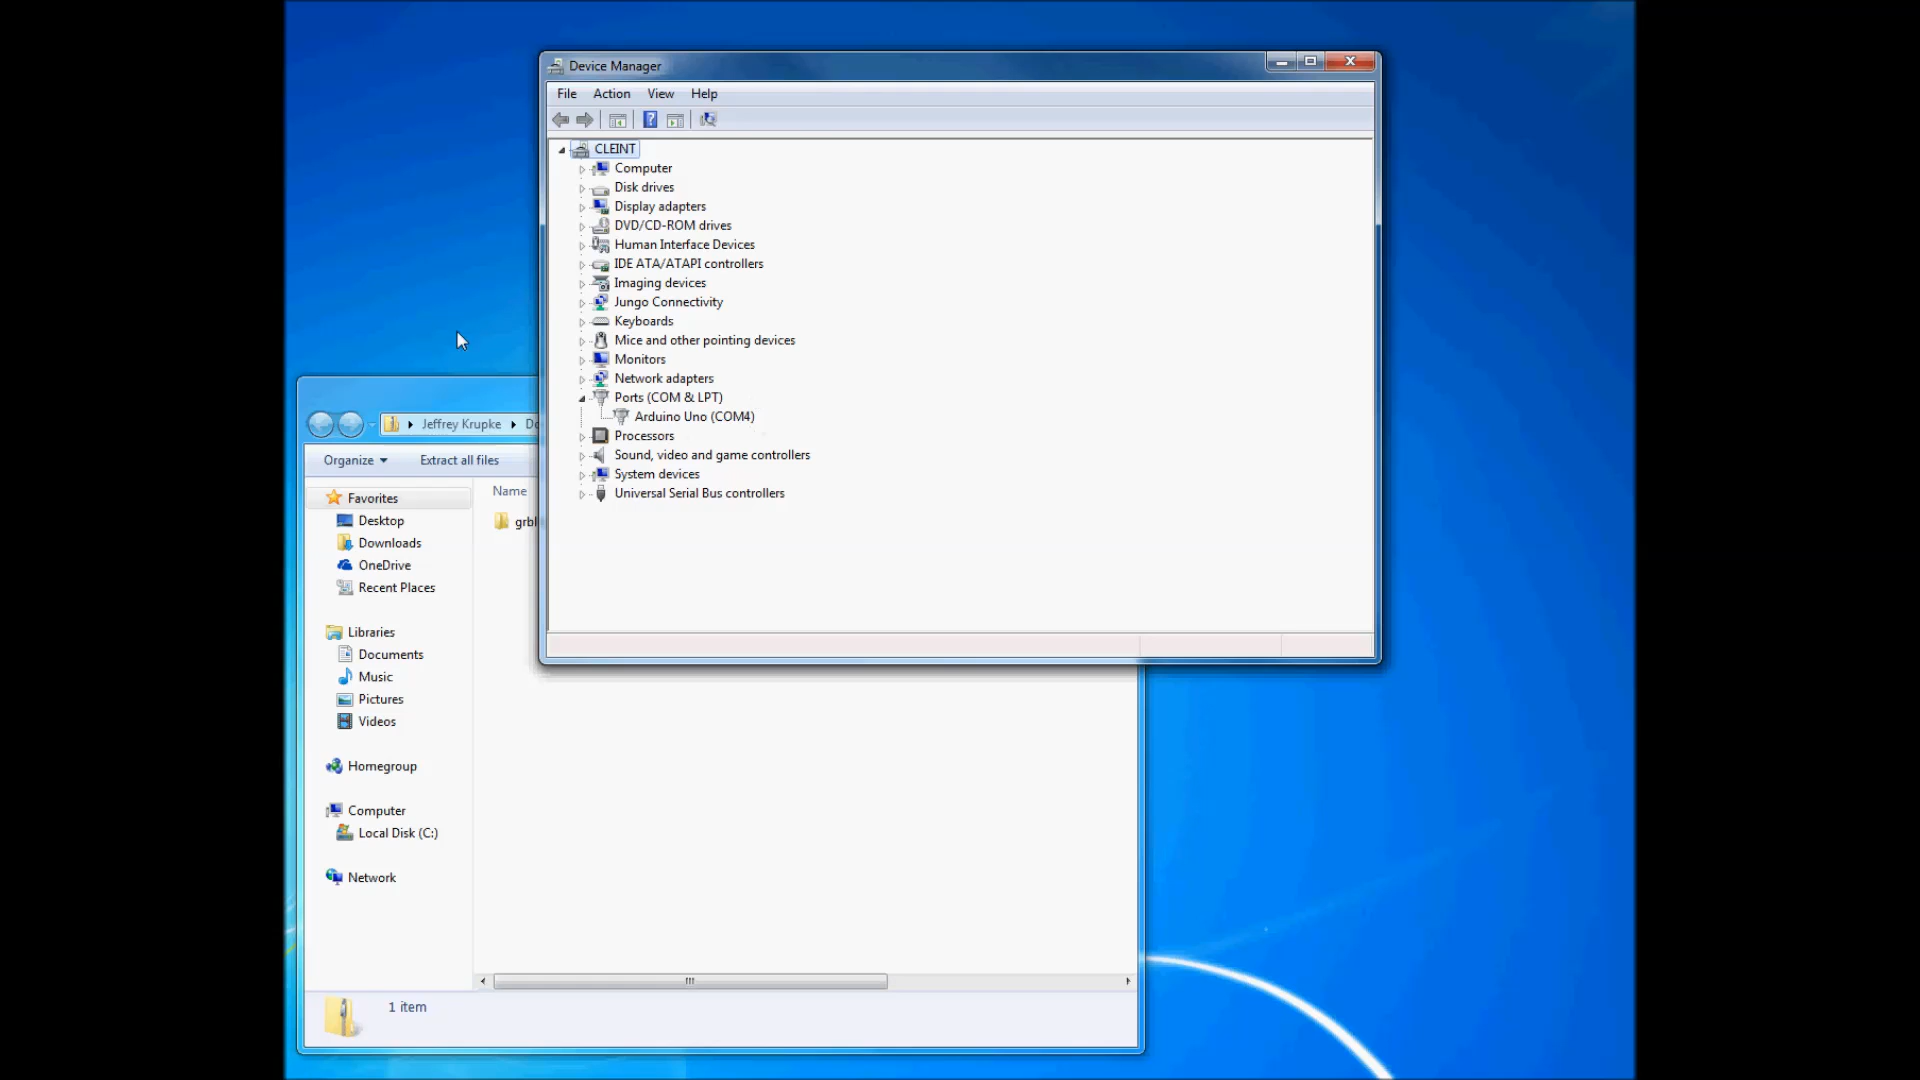 Device Manager
File Action View Help
CLEINT
Computer
Disk drives
Display adapters
DVD/CD-ROM drives
Human Interface Devices
IDE ATA/ATAPI controllers
Imaging devices
Jungo Connectivity
Keyboards
Mice and other pointing devices
Monitors
Network adapters
Ports (COM & LPT)
Arduino Uno (COM4)
Processors
Sound, video and game controllers
System devices
Universal Serial Bus controllers
Jeffrey Krupke Do
Organize Extract all files
Name
grbl
Favorites
Desktop
Downloads
OneDrive
Recent Places
Libraries
Documents
Music
Pictures
Videos
Homegroup
Computer
Local Disk (C:)
Network
1 item